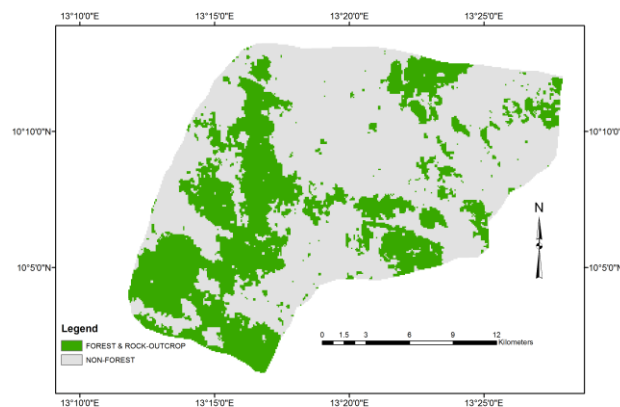 13°10'0"E 13°15'0"E 13°20'0"E 13°25'0"E
10°10'0"N 10°10'0"N
N
10°5'0"N 10°5'0"N
Legend
FOREST & ROCK-OUTCROP
NON-FOREST
0 1.5 3 6 9 12
Kilometers
13°10'0"E 13°15'0"E 13°20'0"E 13°25'0"E